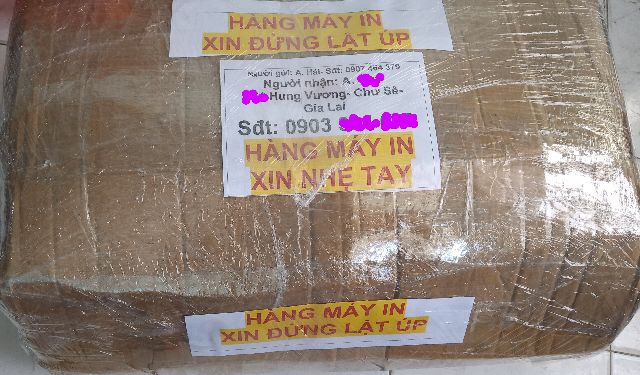 HÀNG MÁY IN
XIN ĐỪNG LẬT ÚP
Người gửi: A. Hải- Sđt: 0907 464 379
Người nhận: A.
Hùng Vương- Chư Sê-
Gia Lai
Sđt: 0903
HÀNG MÁY IN
XIN NHẸ TAY
HÀNG MÁY IN
XIN ĐỪNG LẬT ÚP